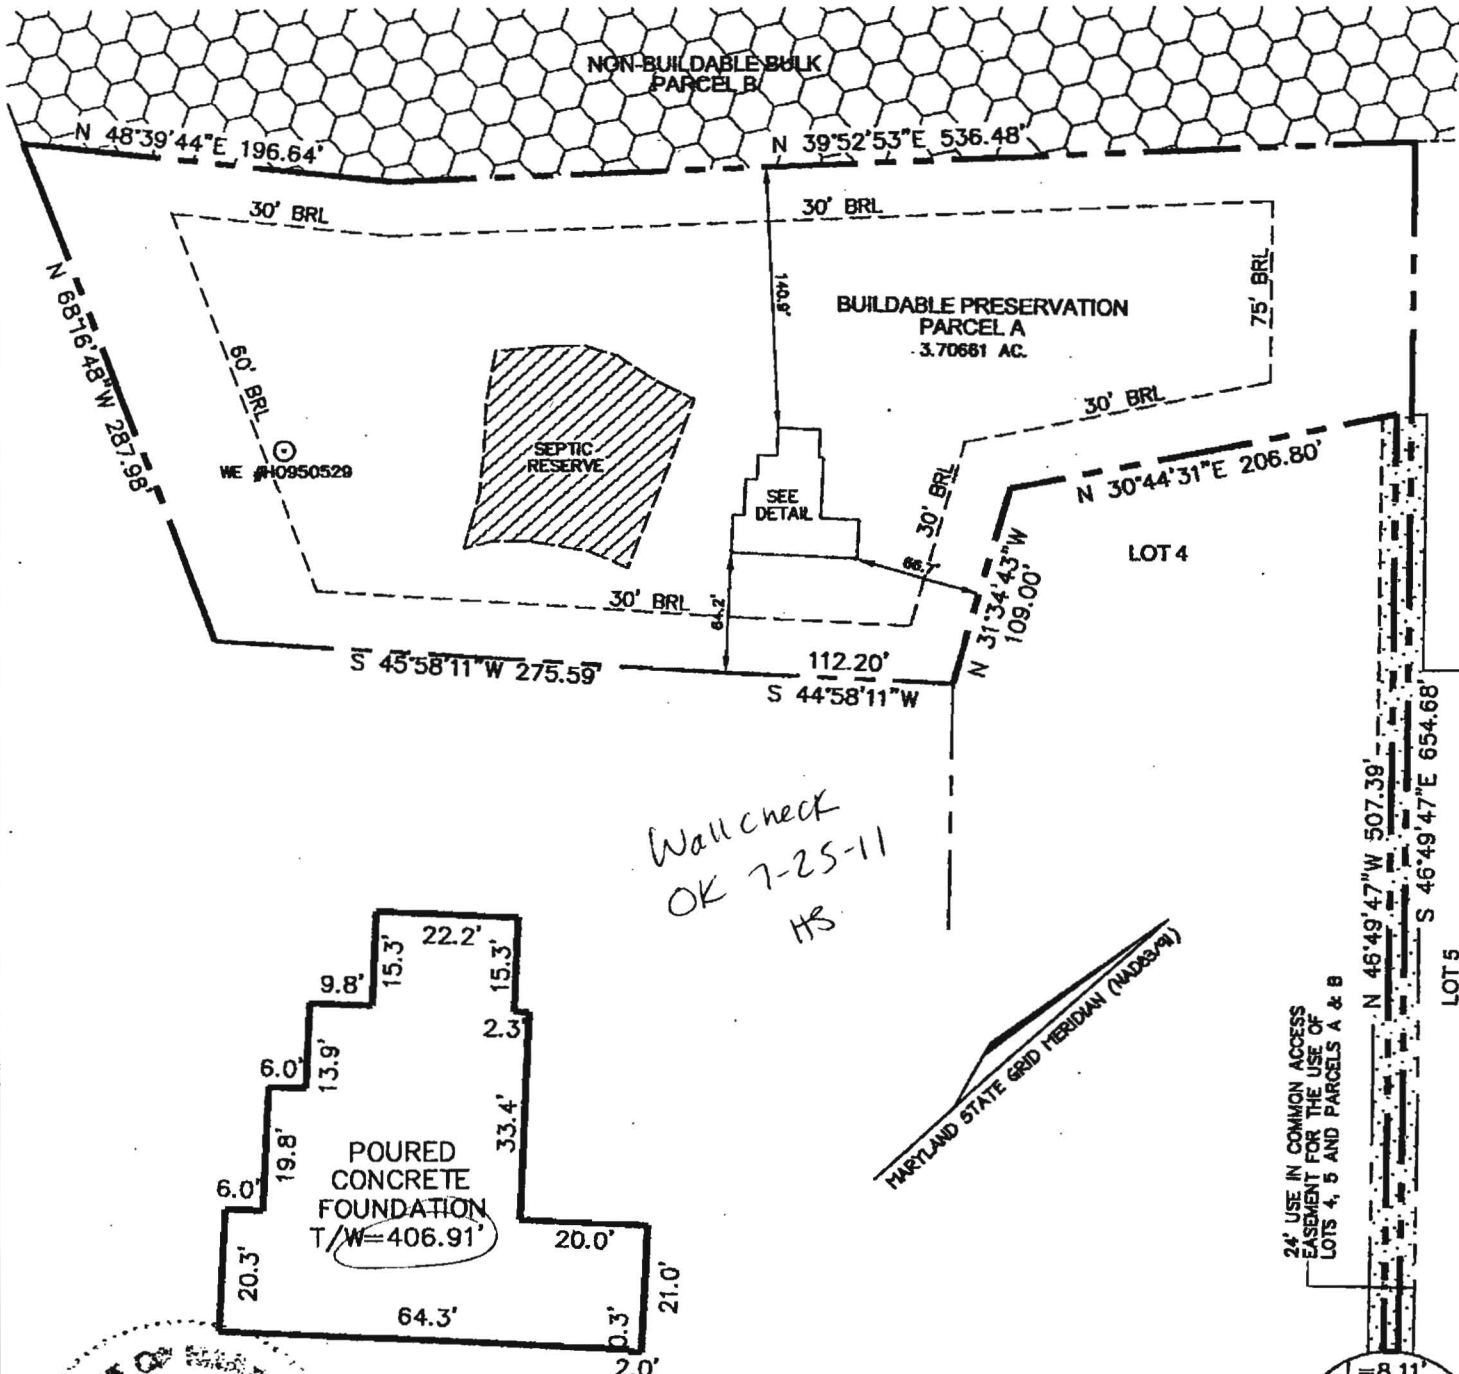 NON-BUILDABLE BULK
PARCEL B
N 48°39'44"E 196.64'
N 39°52'53"E 536.48'
30' BRL
30' BRL
140.9'
BUILDABLE PRESERVATION
PARCEL A
3.70661 AC.
75' BRL
N 68°16'48"W 287.98'
60' BRL
WE #HO950529
SEPTIC
RESERVE
SEE
DETAIL
30' BRL
30' BRL
N 30°44'31"E 206.80'
LOT 4
66.7'
N 31°34'43"W
109.00'
30' BRL
64.2'
S 45°58'11"W 275.59'
112.20'
S 44°58'11"W
Wallcheck
OK 7-25-11
HS
N 46°49'47"W 507.39'
S 46°49'47"E 654.68'
LOT 5
MARYLAND STATE GRID MERIDIAN (NAD83/91)
24' USE IN COMMON ACCESS
EASEMENT FOR THE USE OF
LOTS 4, 5 AND PARCELS A & B
22.2'
15.3'
15.3'
9.8'
2.3'
6.0'
13.9'
33.4'
19.8'
POURED
CONCRETE
FOUNDATION
T/W=406.91'
6.0'
20.0'
20.3'
21.0'
64.3'
0.3'
2.0'
L=8.11'
OF